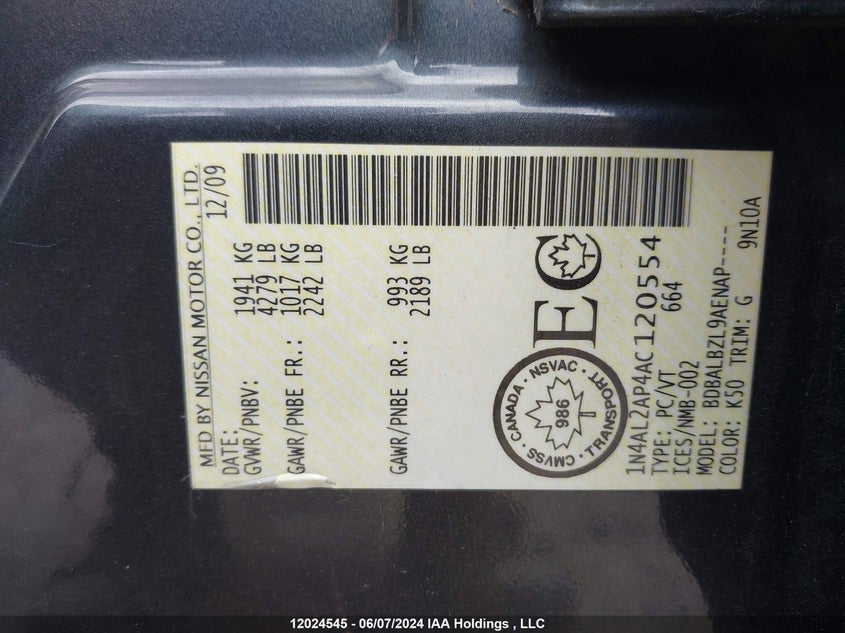 MFD BY NISSAN MOTOR CO., LTD.
DATE: 12/09
GVWR/PNBV: 1941 KG
4279 LB
GAWR/PNBE FR.: 1017 KG
2242 LB
GAWR/PNBE RR.: 993 KG
2189 LB
CANADA · NSVAC · TRANSPORT · CMVSS ·
986
EC
1N4AL2AP4AC120554
TYPE: PC/VT 664
ICES/NMB-002
MODEL: BDBALBZL9AENAP----
COLOR: K50 TRIM: G 9N10A
12024545 - 06/07/2024 IAA Holdings , LLC